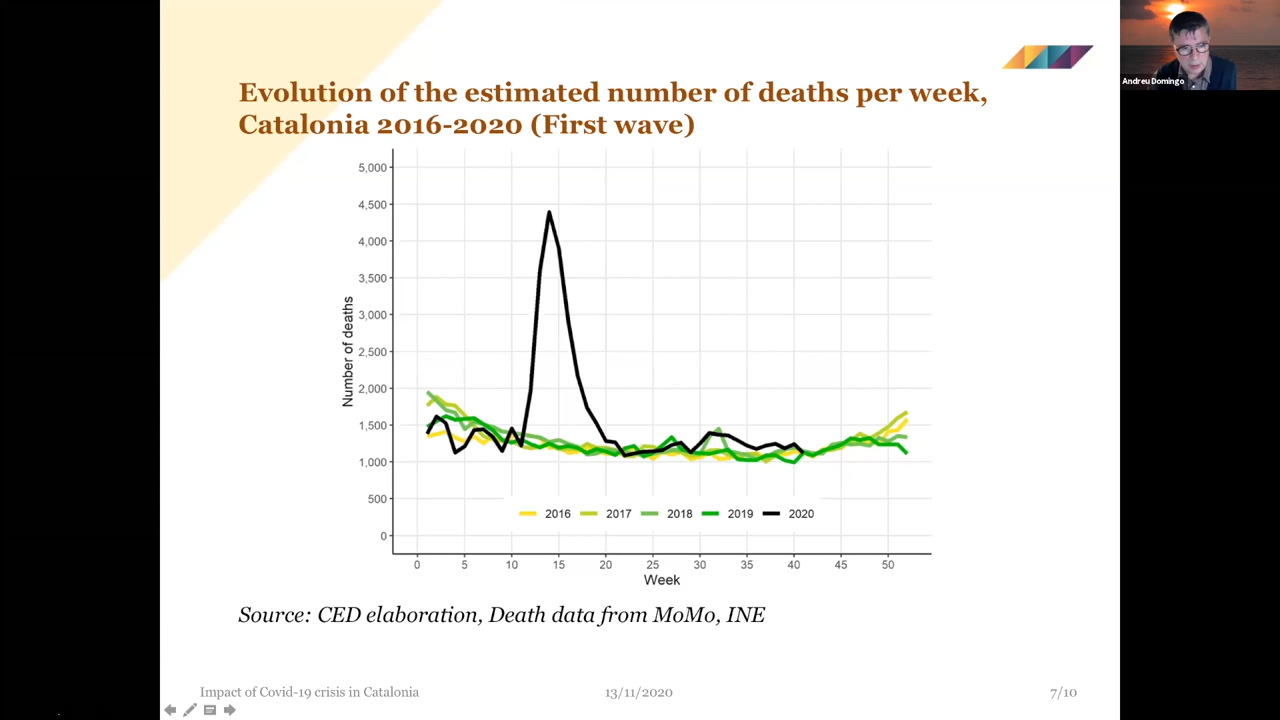 Andreu Domingo
Evolution of the estimated number of deaths per week,
Catalonia 2016-2020 (First wave)
5,000
4,500
4,000
3,500
3,000
2,500
2,000
1,500
1,000
500
0
Number of deaths
2016 2017 2018 2019 2020
0 5 10 15 20 25 30 35 40 45 50
Week
Source: CED elaboration, Death data from MoMo, INE
Impact of Covid-19 crisis in Catalonia 13/11/2020 7/10